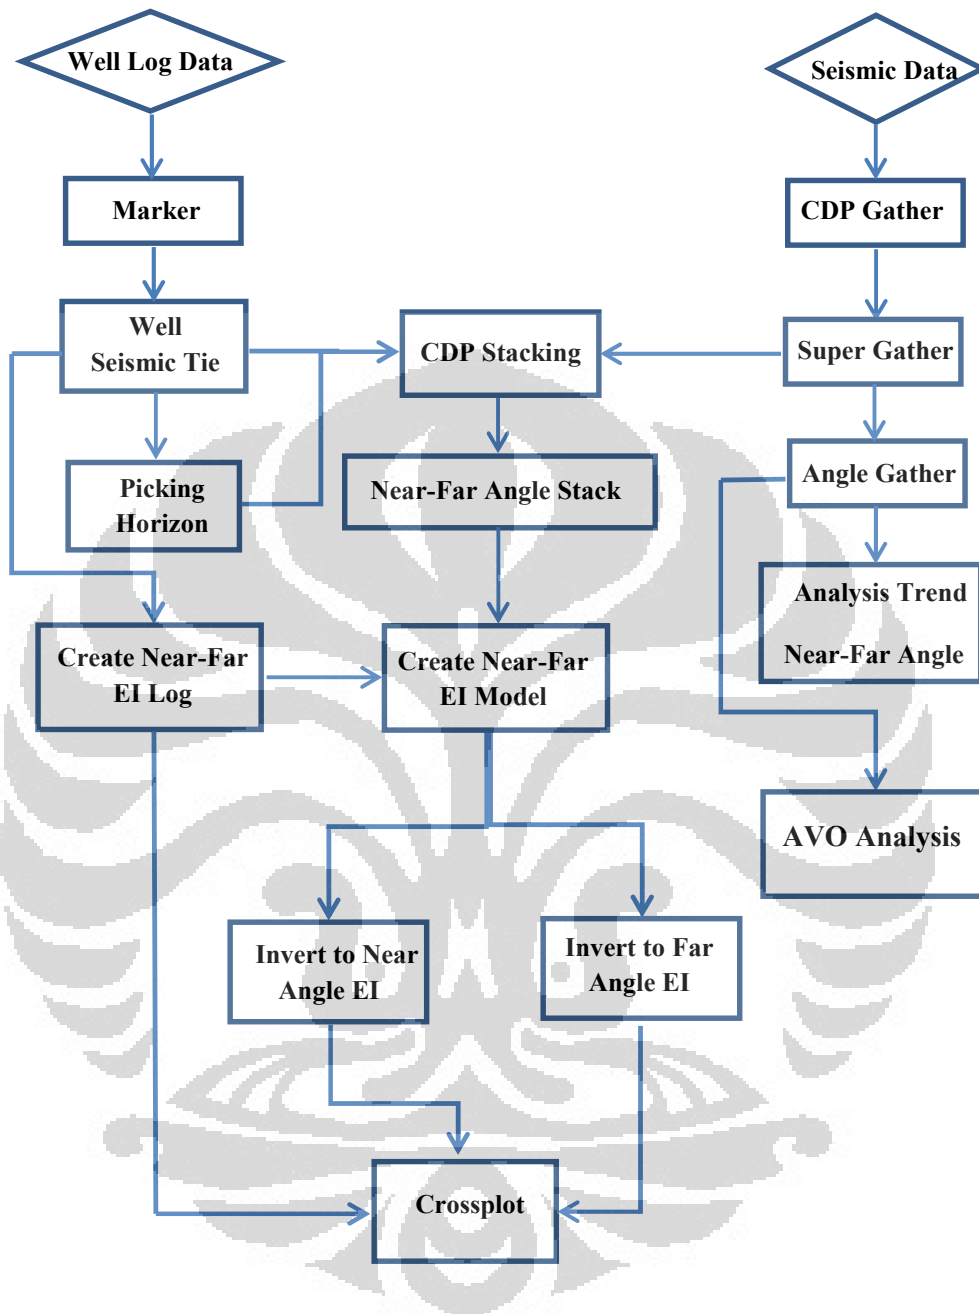 Well Log Data
Seismic Data
Marker
CDP Gather
Well
Seismic Tie
CDP Stacking
Super Gather
Picking
Horizon
Near-Far Angle Stack
Angle Gather
Analysis Trend
Near-Far Angle
Create Near-Far
EI Log
Create Near-Far
EI Model
AVO Analysis
Invert to Near
Angle EI
Invert to Far
Angle EI
Crossplot